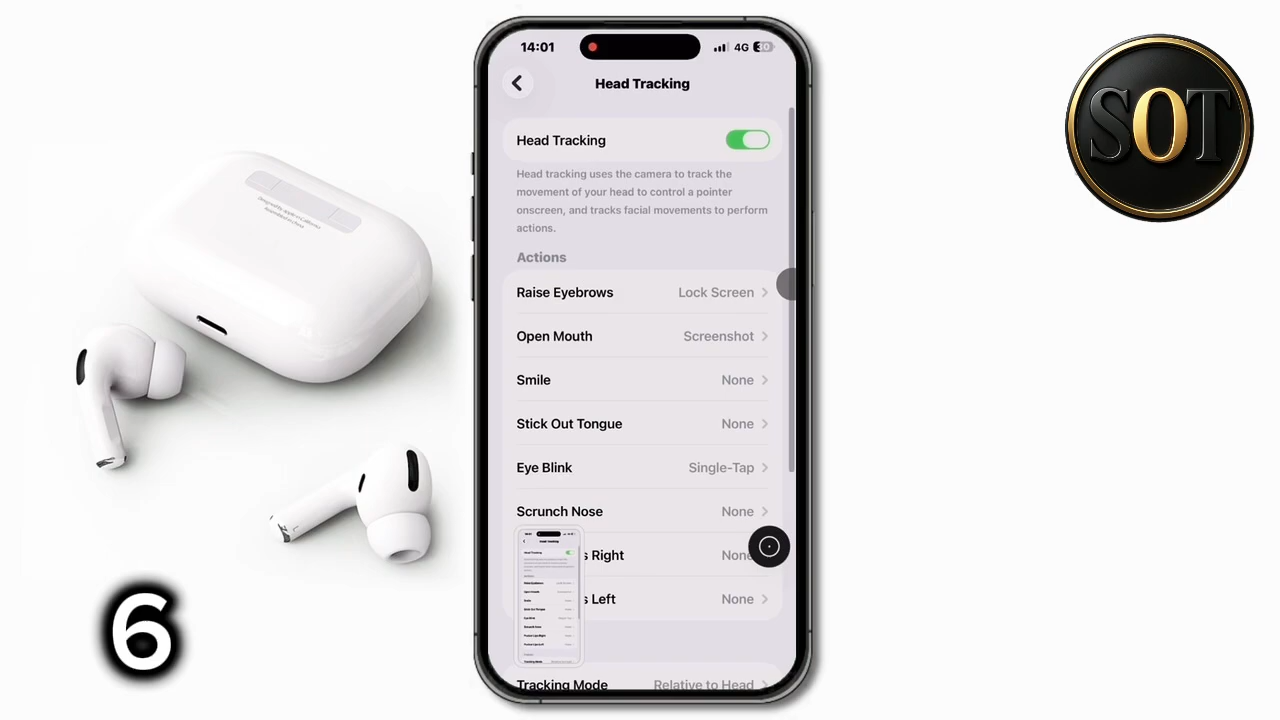 14:01
4G 30
Head Tracking
Head Tracking
Head tracking uses the camera to track the
movement of your head to control a pointer
onscreen, and tracks facial movements to perform
actions.
Actions
Raise Eyebrows Lock Screen
Open Mouth Screenshot
Smile None
Stick Out Tongue None
Eye Blink Single-Tap
Scrunch Nose None
s Right None
s Left None
Tracking Mode Relative to Head
SOT
6